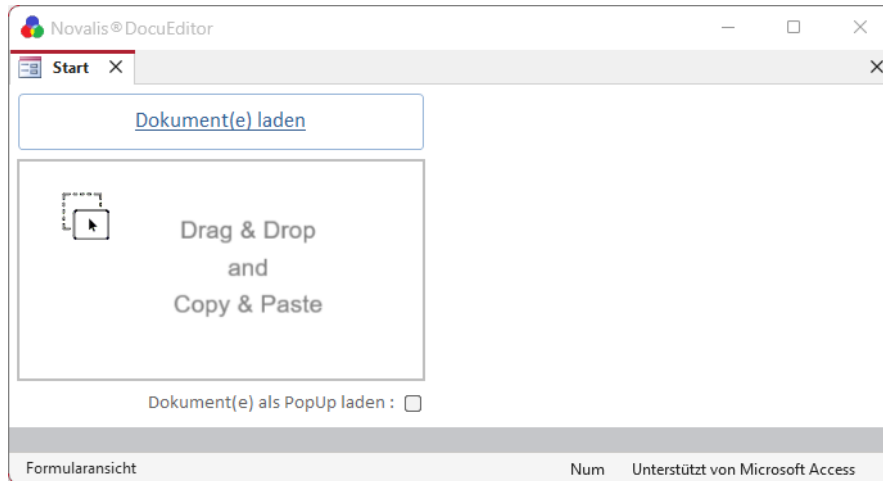 Novalis®DocuEditor
Start
Dokument(e) laden
Drag & Drop
and
Copy & Paste
Dokument(e) als PopUp laden :
Formularansicht Num Unterstützt von Microsoft Access